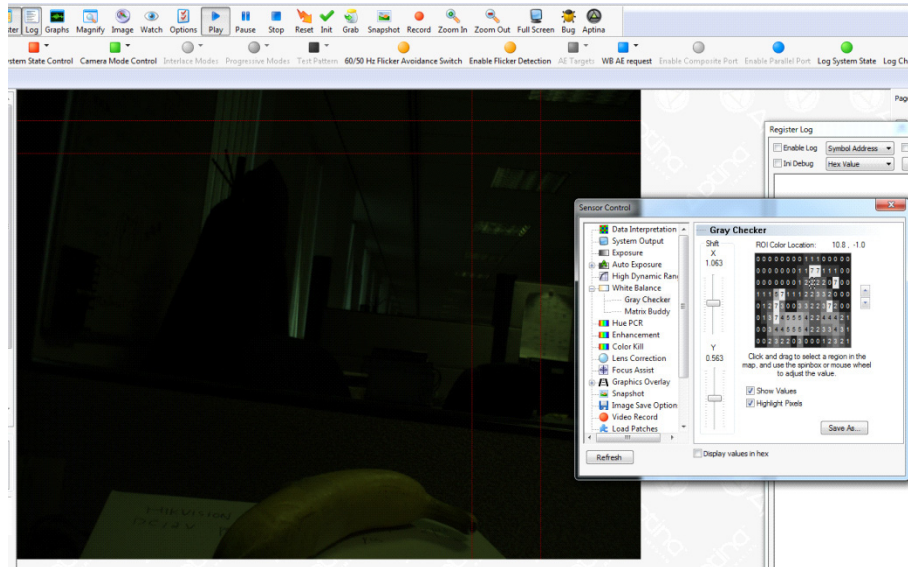 ter Log Graphs Magnify Image Watch Options Play Pause Stop Reset Init Grab Snapshot Record Zoom In Zoom Out Full Screen Bug Aptina
ystem State Control Camera Mode Control Interlace Modes Progressive Modes Test Pattern 60/50 Hz Flicker Avoidance Switch Enable Flicker Detection AE Targets WB AE request Enable Composite Port Enable Parallel Port Log System State Log Ch
Pag
Register Log
Enable Log Symbol Address
Ini Debug Hex Value
Sensor Control
Data Interpretation
System Output
Exposure
Auto Exposure
High Dynamic Ran
White Balance
Gray Checker
Matrix Buddy
Hue PCR
Enhancement
Color Kill
Lens Correction
Focus Assist
Graphics Overlay
Snapshot
Image Save Option
Video Record
Load Patches
Refresh
Gray Checker
Shift
X
1.063
Y
0.563
ROI Color Location: 10.8 , -1.0
Click and drag to select a region in the
map, and use the spinbox or mouse wheel
to adjust the value.
Show Values
Highlight Pixels
Save As...
Display values in hex